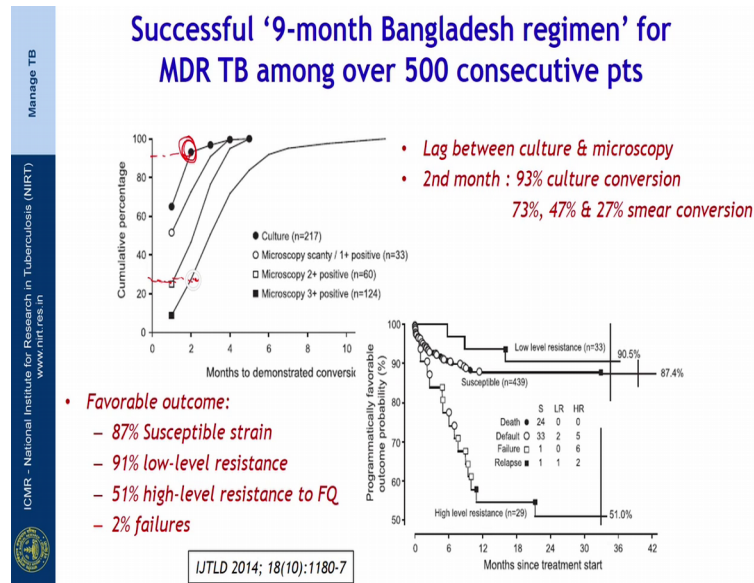 Successful ‘9-month Bangladesh regimen’ for
MDR TB among over 500 consecutive pts
Manage TB
ICMR - National Institute for Research in Tuberculosis (NIRT)
www.nirt.res.in
Cumulative percentage
100
80
60
40
20
0
0 2 4 6 8 10
Months to demonstrated conversic
Culture (n=217)
Microscopy scanty / 1+ positive (n=33)
Microscopy 2+ positive (n=60)
Microscopy 3+ positive (n=124)
• Lag between culture & microscopy
• 2nd month : 93% culture conversion
73%, 47% & 27% smear conversion
• Favorable outcome:
– 87% Susceptible strain
– 91% low-level resistance
– 51% high-level resistance to FQ
– 2% failures
IJTLD 2014; 18(10):1180-7
Programmatically favorable
outcome probability (%)
100
90
80
70
60
50
0 6 12 18 24 30 36 42
Months since treatment start
Low level resistance (n=33)
90.5%
87.4%
Susceptible (n=439)
S LR HR
Death 24 0 0
Default 33 2 5
Failure 1 0 6
Relapse 1 1 2
High level resistance (n=29)
51.0%